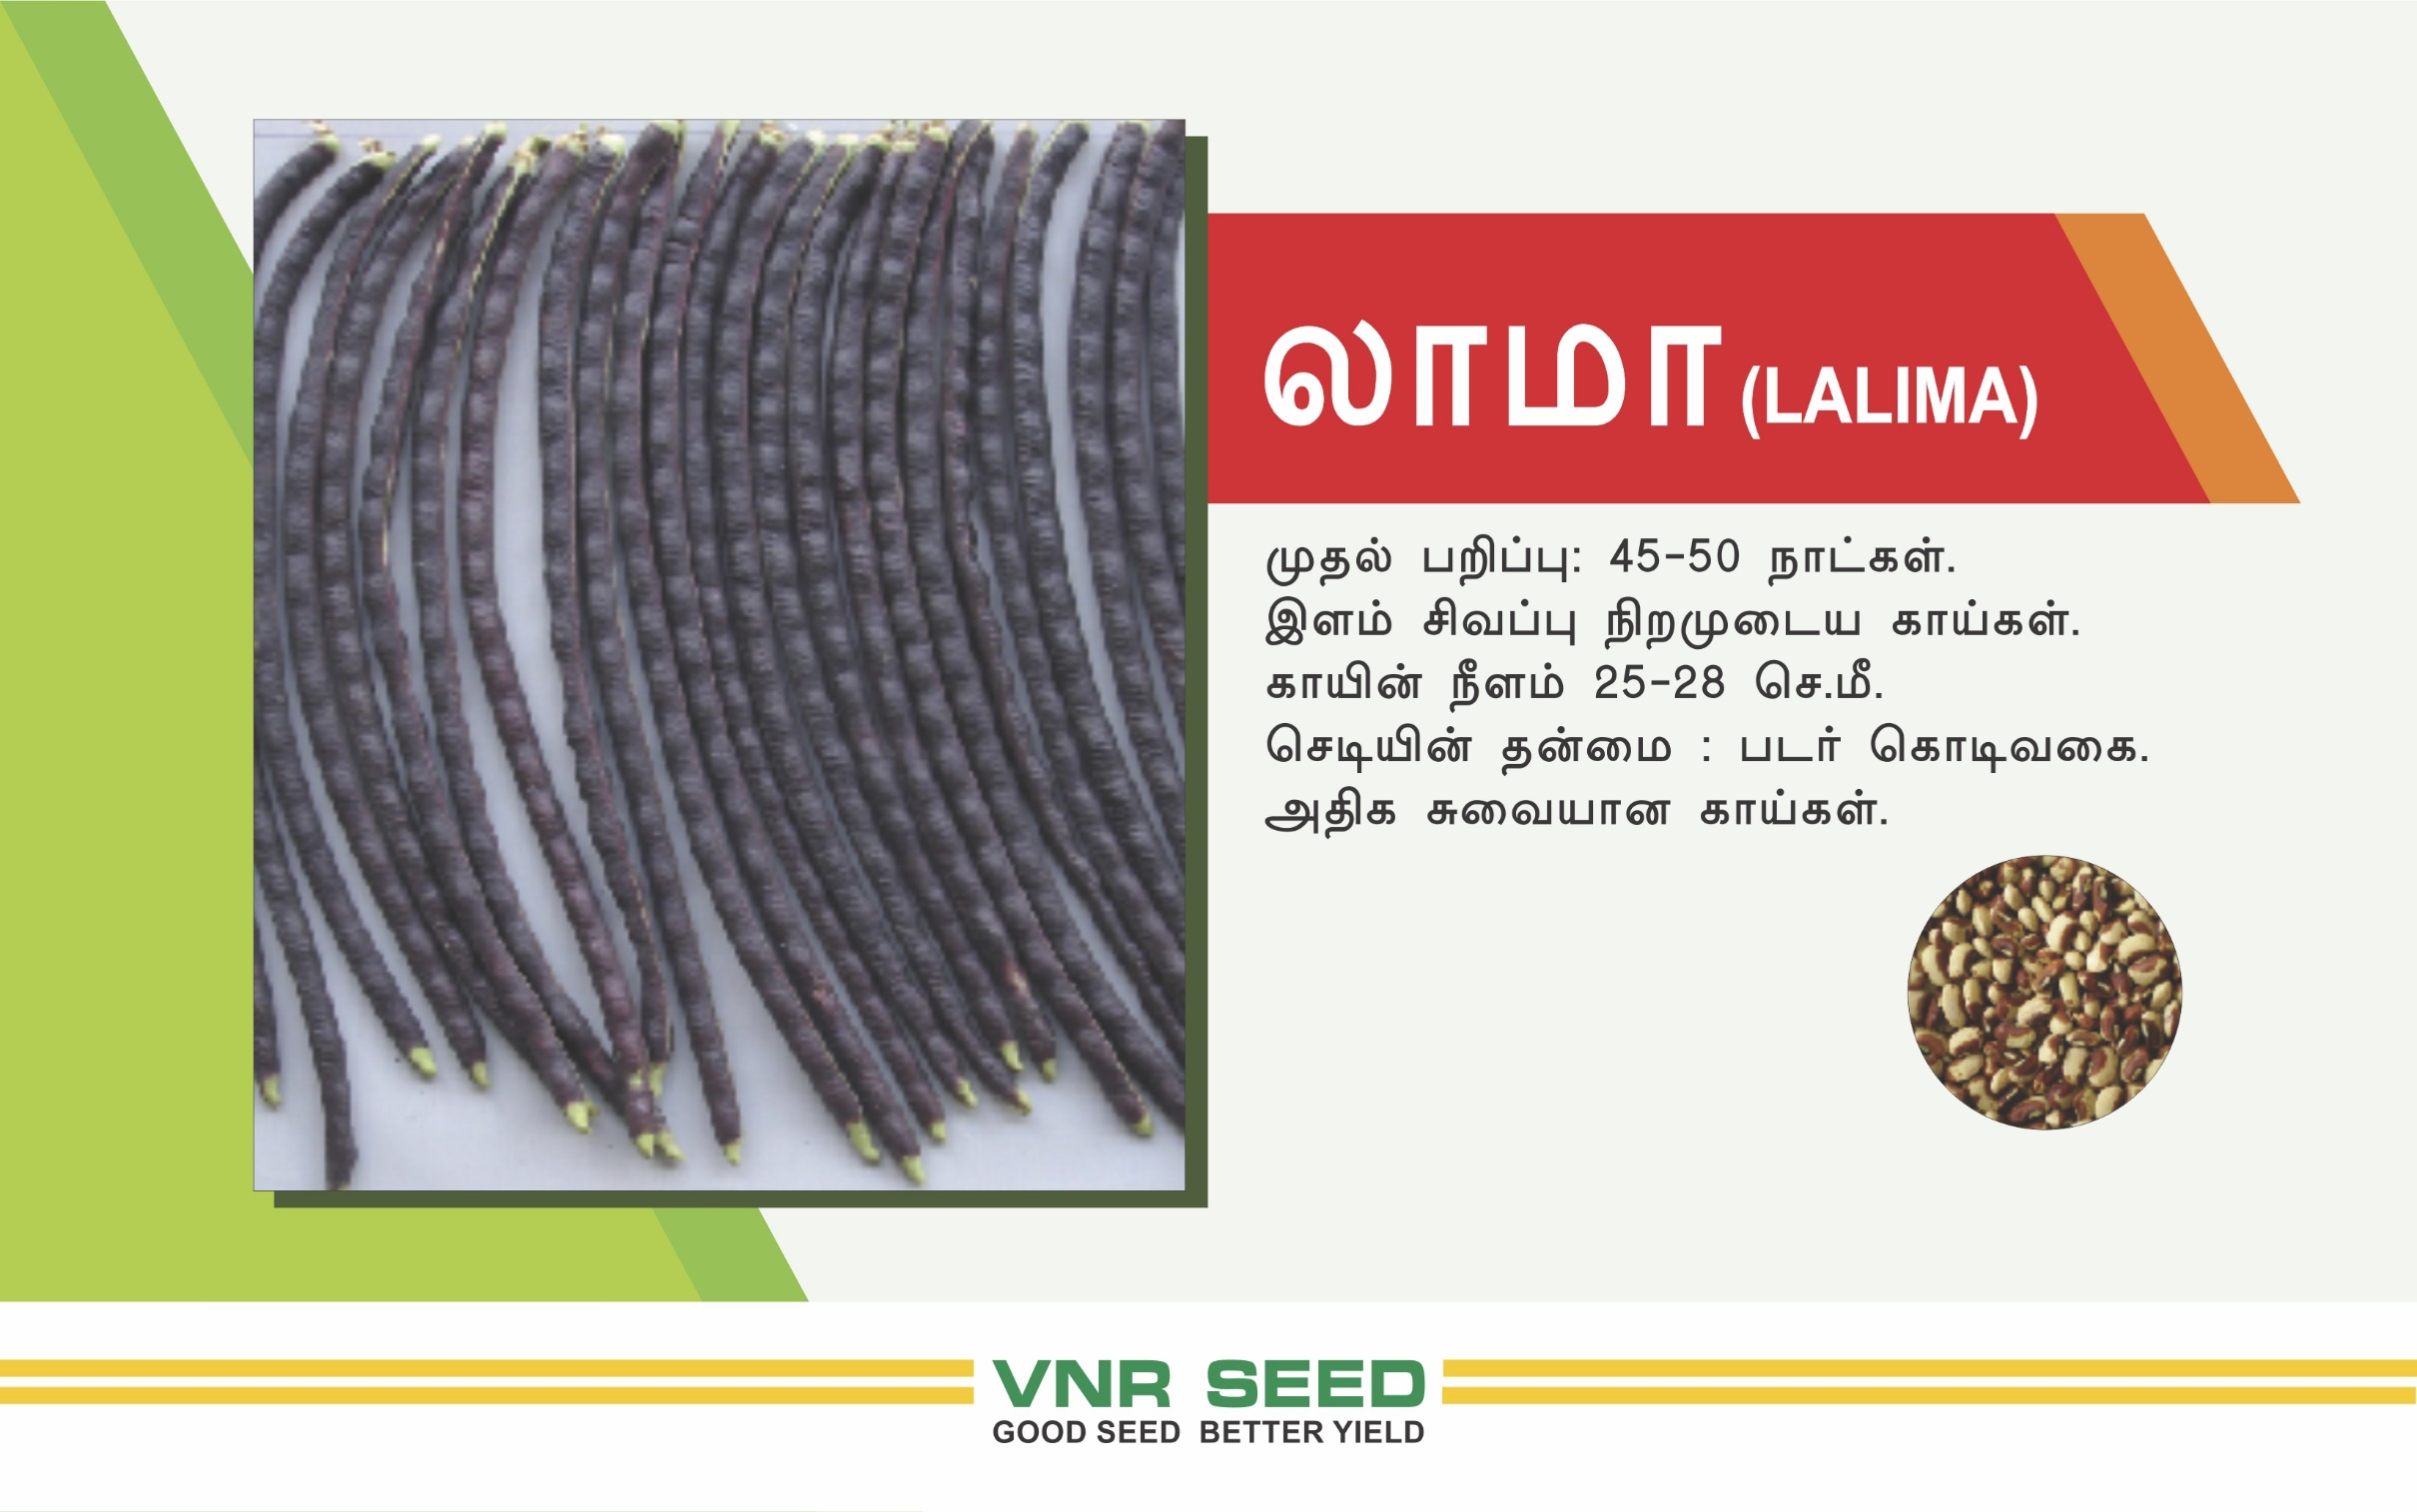 லாமா (LALIMA)
முதல் பறிப்பு: 45-50 நாட்கள்.
இளம் சிவப்பு நிறமுடைய காய்கள்.
காயின் நீளம் 25-28 செ.மீ.
செடியின் தன்மை : படர் கொடிவகை.
அதிக சுவையான காய்கள்.
VNR SEED
GOOD SEED BETTER YIELD